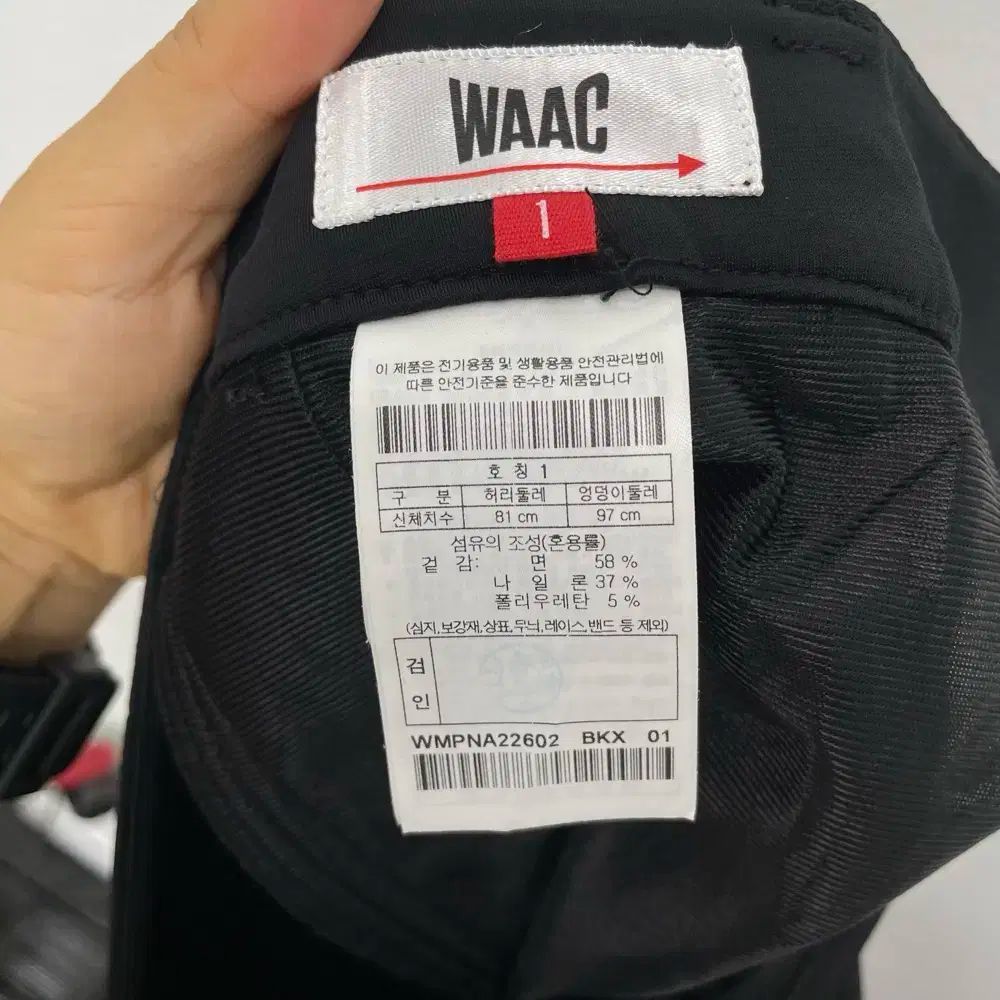 WAAC
1
이 제품은 전기용품 및 생활용품 안전관리법에
따른 안전기준을 준수한 제품입니다
호 칭 1
구 분 허리둘레 엉덩이둘레
신체치수 81 cm 97 cm
섬유의 조성(혼용률)
겉 감: 면 58 %
나 일 론 37 %
폴리우레탄 5 %
(심지,보강재,상표,무늬,레이스,밴드 등 제외)
검
인
WMPNA22602 BKX 01